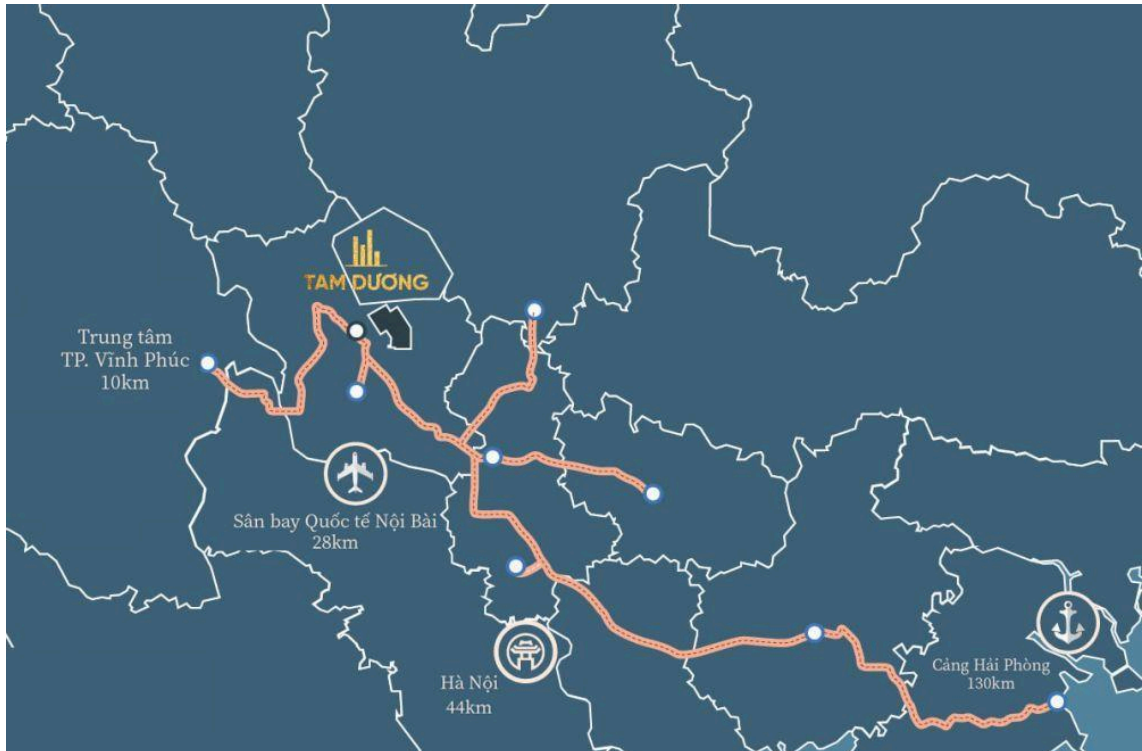 TAM DƯƠNG
Trung tâm
TP. Vĩnh Phúc
10km
Sân bay Quốc tế Nội Bài
28km
Hà Nội
44km
Cảng Hải Phòng
130km